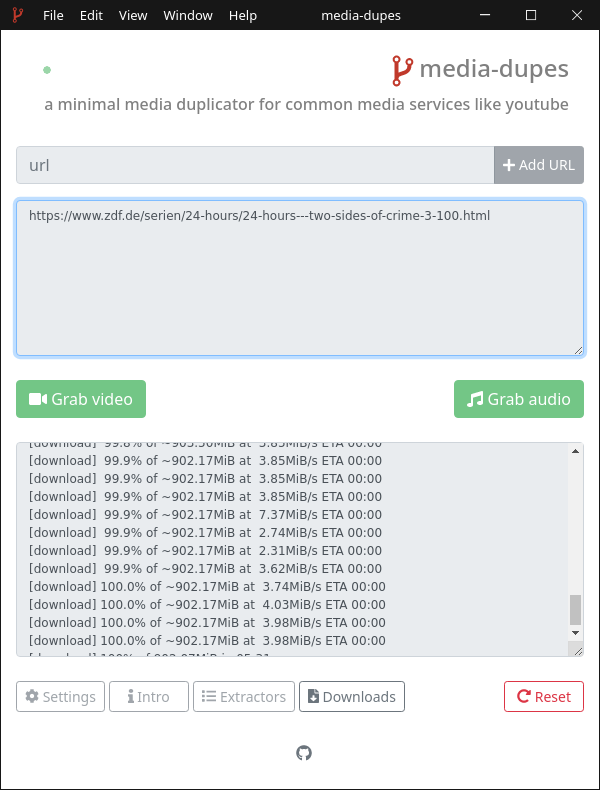 File Edit View Window Help media-dupes
media-dupes
a minimal media duplicator for common media services like youtube
url
Add URL
https://www.zdf.de/serien/24-hours/24-hours---two-sides-of-crime-3-100.html
Grab video
Grab audio
[download] 99.9% of ~902.17MiB at 3.85MiB/s ETA 00:00
[download] 99.9% of ~902.17MiB at 3.85MiB/s ETA 00:00
[download] 99.9% of ~902.17MiB at 3.85MiB/s ETA 00:00
[download] 99.9% of ~902.17MiB at 7.37MiB/s ETA 00:00
[download] 99.9% of ~902.17MiB at 2.74MiB/s ETA 00:00
[download] 99.9% of ~902.17MiB at 2.31MiB/s ETA 00:00
[download] 99.9% of ~902.17MiB at 3.62MiB/s ETA 00:00
[download] 100.0% of ~902.17MiB at 3.74MiB/s ETA 00:00
[download] 100.0% of ~902.17MiB at 4.03MiB/s ETA 00:00
[download] 100.0% of ~902.17MiB at 3.98MiB/s ETA 00:00
[download] 100.0% of ~902.17MiB at 3.98MiB/s ETA 00:00
Settings Intro Extractors Downloads Reset